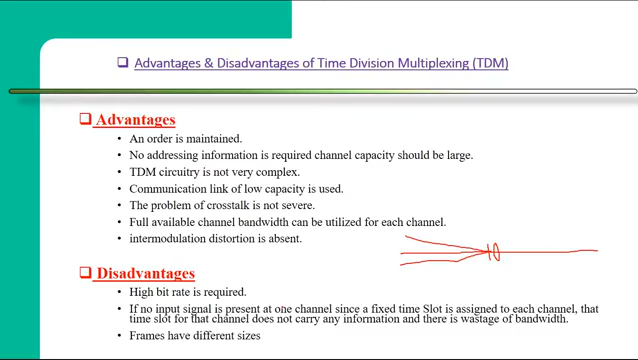 Advantages & Disadvantages of Time Division Multiplexing (TDM)
Advantages
An order is maintained.
No addressing information is required channel capacity should be large.
TDM circuitry is not very complex.
Communication link of low capacity is used.
The problem of crosstalk is not severe.
Full available channel bandwidth can be utilized for each channel.
intermodulation distortion is absent.
Disadvantages
High bit rate is required.
If no input signal is present at one channel since a fixed time Slot is assigned to each channel, that
time slot for that channel does not carry any information and there is wastage of bandwidth.
Frames have different sizes